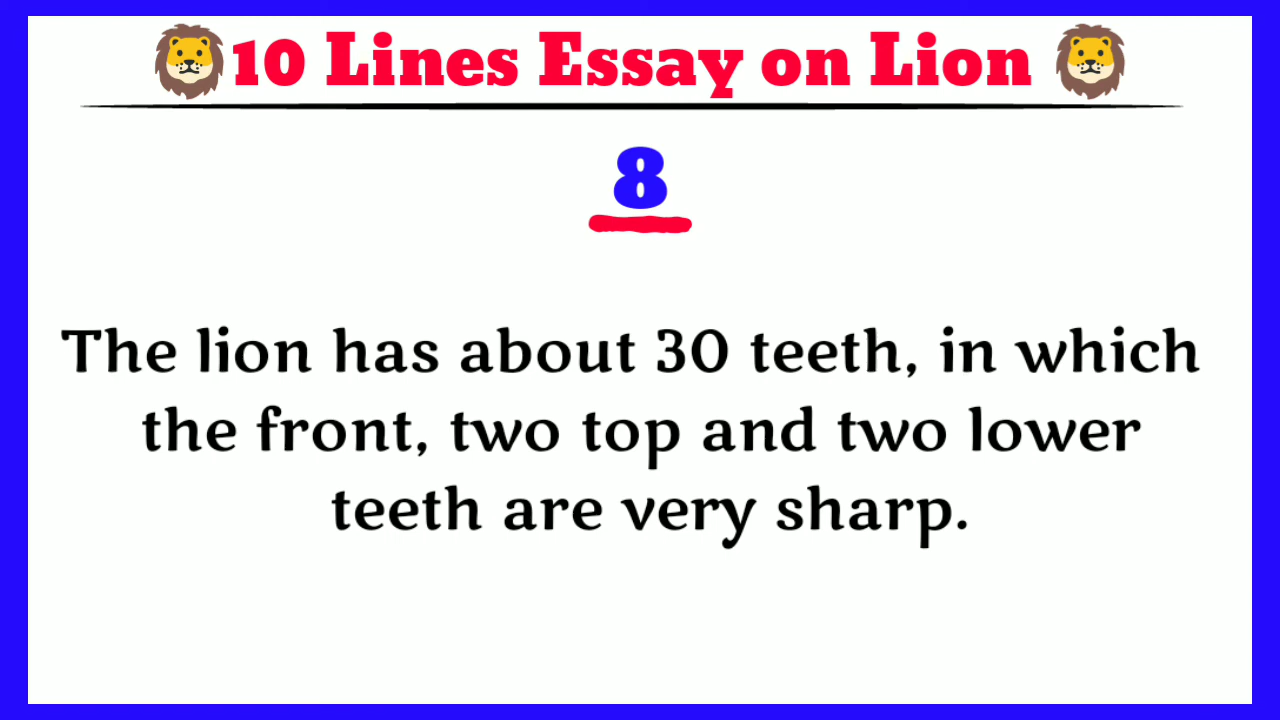 10 Lines Essay on Lion
8
The lion has about 30 teeth, in which
the front, two top and two lower
teeth are very sharp.